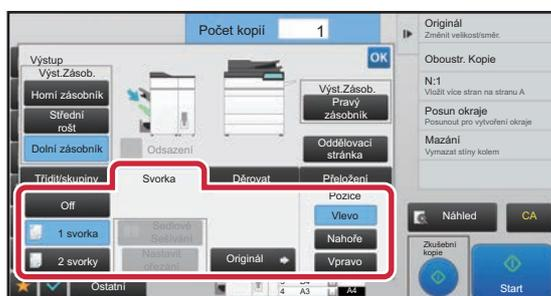 Počet kopií 1
Výstup
OK
Výst.Zásob.
Horní zásobník
Střední
rošt
Dolní zásobník
Odsazení
Výst.Zásob.
Pravý
zásobník
Oddělovací
stránka
Třídit/skupiny
Svorka
Děrovat
Přeložení
Off
1 svorka
2 svorky
Sedlové
Sešívání
Nastavit
ořezání
Originál
Pozice
Vlevo
Nahoře
Vpravo
Ostatní
4 A3
A4
Originál
Změnit velikost/směr.
Oboustr. Kopie
N:1
Vložit více stran na stranu A
Posun okraje
Posunout pro vytvoření okraje
Mazání
Vymazat stíny kolem
Náhled
CA
Zkušební
kopie
Start